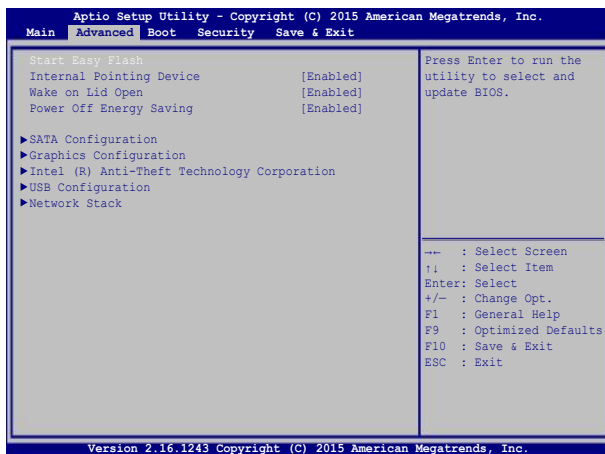 Aptio Setup Utility - Copyright (C) 2015 American Megatrends, Inc.
Main Advanced Boot Security Save & Exit
Start Easy Flash
Internal Pointing Device [Enabled]
Wake on Lid Open [Enabled]
Power Off Energy Saving [Enabled]
▶SATA Configuration
▶Graphics Configuration
▶Intel (R) Anti-Theft Technology Corporation
▶USB Configuration
▶Network Stack
Press Enter to run the
utility to select and
update BIOS.
→← : Select Screen
↑↓ : Select Item
Enter: Select
+/— : Change Opt.
F1 : General Help
F9 : Optimized Defaults
F10 : Save & Exit
ESC : Exit
Version 2.16.1243 Copyright (C) 2015 American Megatrends, Inc.